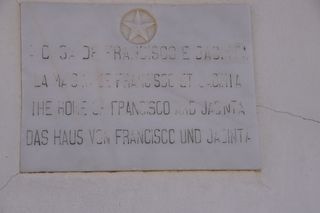 CASA DE FRANCISCO E JACINTA
LA MAISON DE FRANCISCO ET JACINTA
THE HOME OF FRANCISCO AND JACINTA
DAS HAUS VON FRANCISCO UND JACINTA